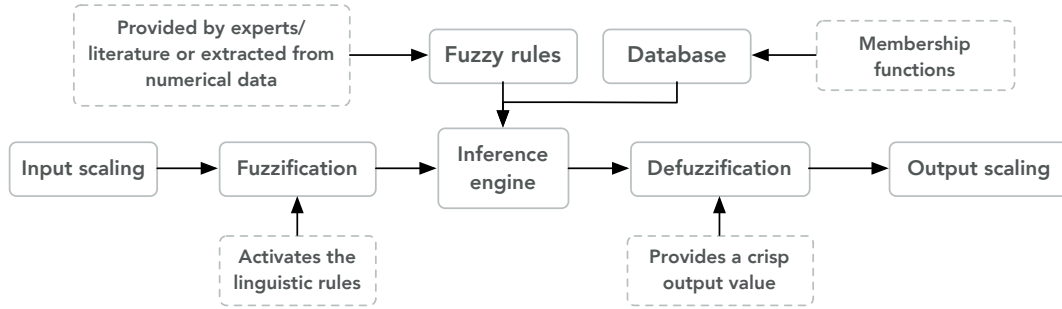 Provided by experts/
literature or extracted from
numerical data
Fuzzy rules
Database
Membership
functions
Input scaling
Fuzzification
Inference
engine
Defuzzification
Output scaling
Activates the
linguistic rules
Provides a crisp
output value